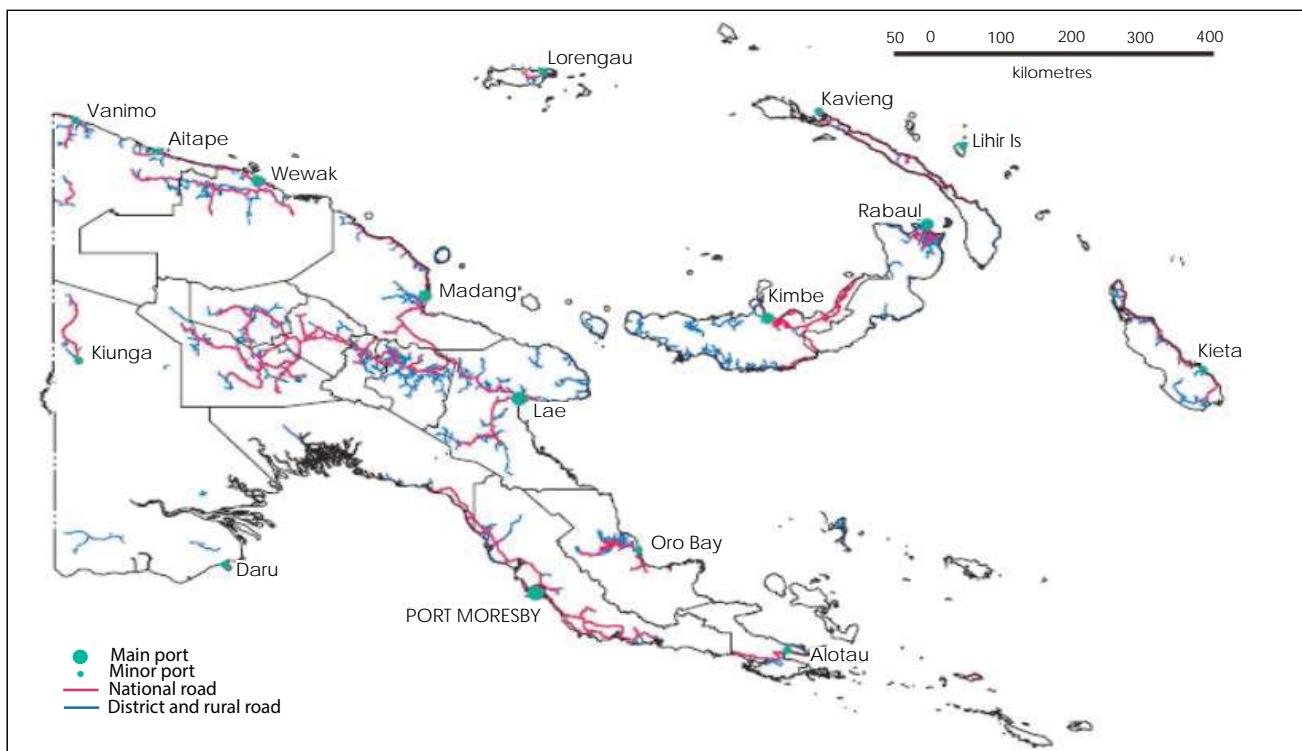 50 0 100 200 300 400
kilometres
Lorengau
Kavieng
Vanimo
Aitape
Lihir Is
Wewak
Rabaul
Madang
Kimbe
Kiunga
Kieta
Lae
Oro Bay
Daru
PORT MORESBY
Alotau
Main port
Minor port
National road
District and rural road